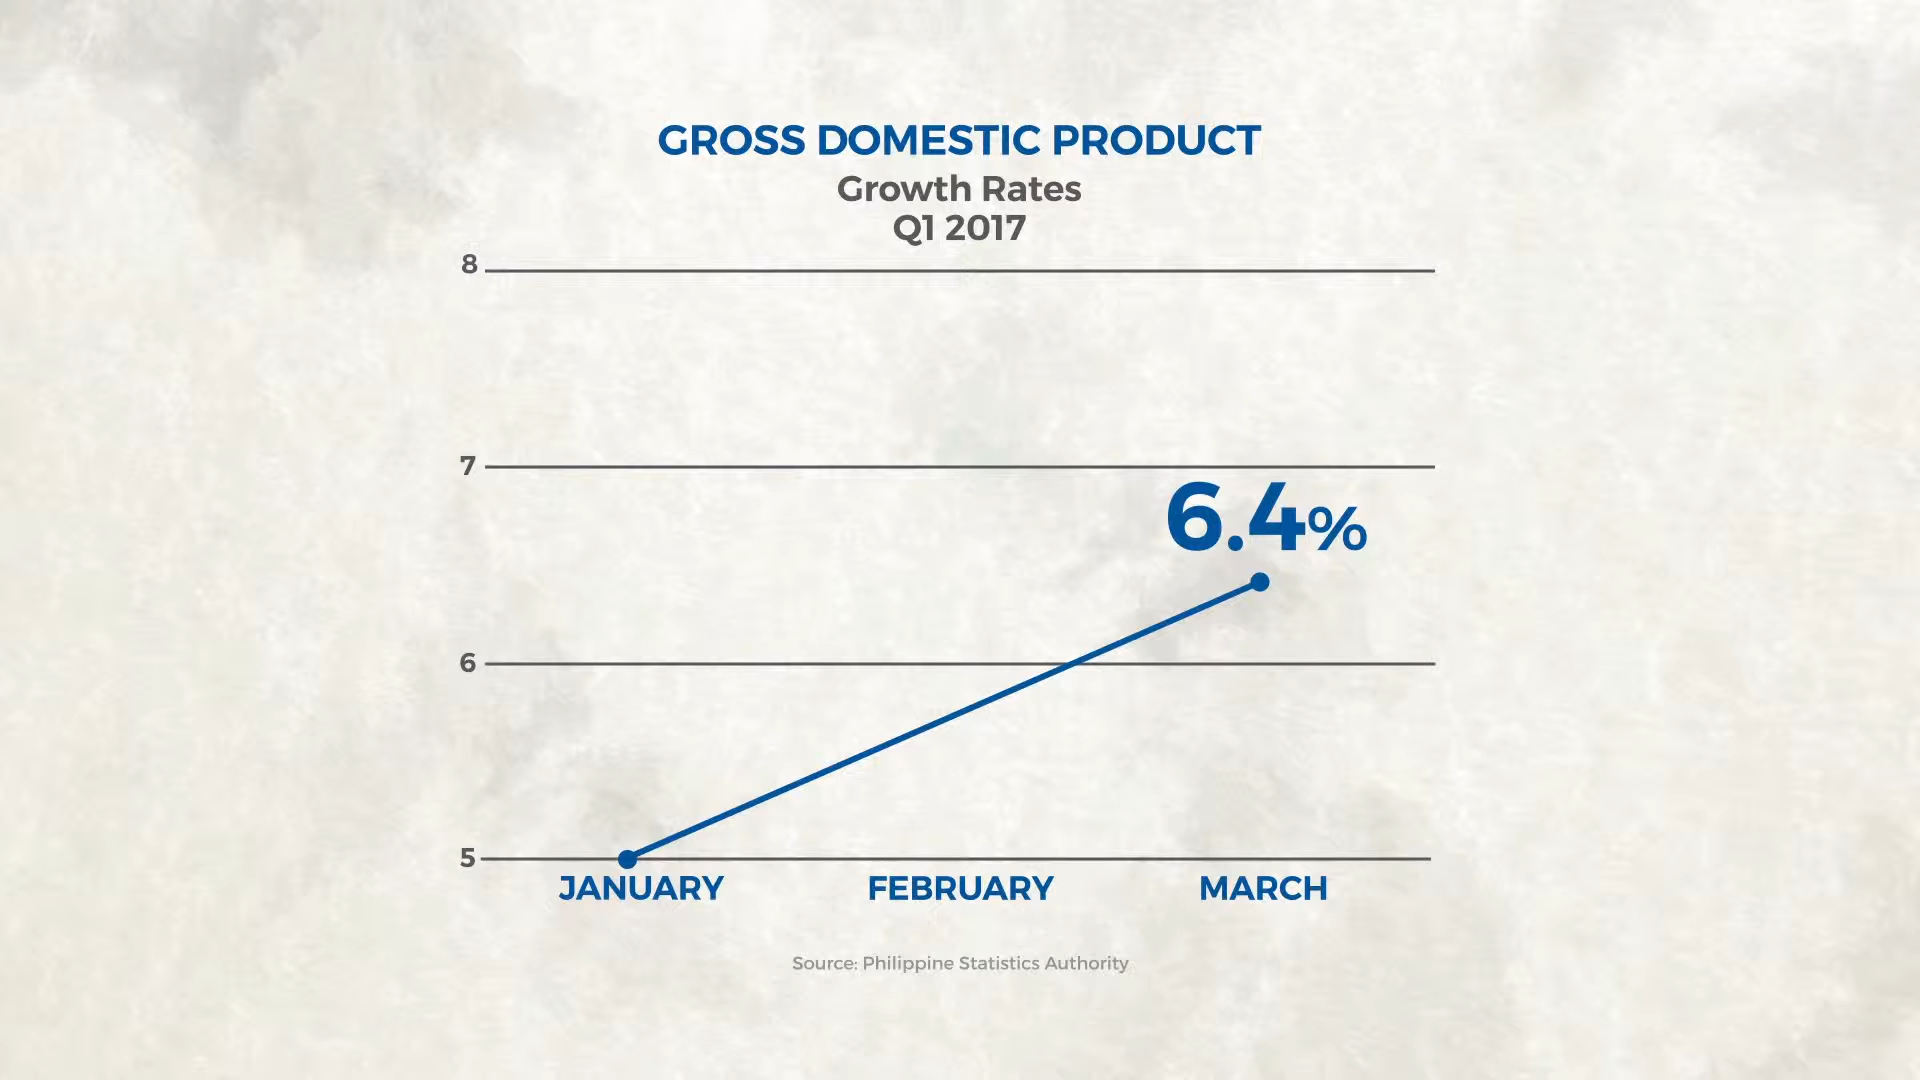 GROSS DOMESTIC PRODUCT
Growth Rates
Q1 2017
8
7
6.4%
6
5
JANUARY FEBRUARY MARCH
Source: Philippine Statistics Authority